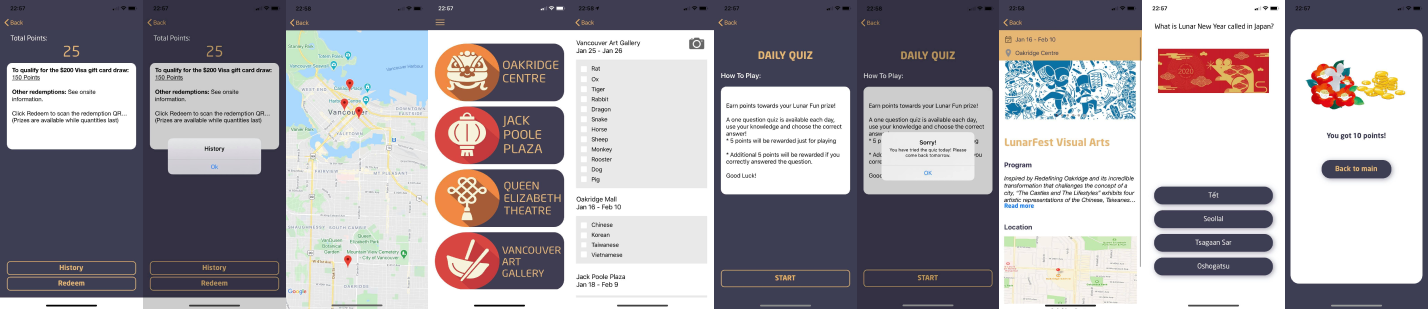 22:57
Back
Total Points:
25
To qualify for the $200 Visa gift card draw:
150 Points
Other redemptions: See onsite
information.
Click Redeem to scan the redemption QR...
(Prizes are available while quantities last)
History
Redeem
22:57
Back
Total Points:
25
To qualify for the $200 Visa gift card draw:
150 Points
Other redemptions: See onsite
information.
Click Redeem to scan the redemption QR...
(Prizes are available while quantities last)
History
Ok
History
Redeem
22:58
Back
Vancouver
Google
22:57
OAKRIDGE
CENTRE
JACK
POOLE
PLAZA
QUEEN
ELIZABETH
THEATRE
VANCOUVER
ART
GALLERY
22:58
Back
Vancouver Art Gallery
Jan 25 - Jan 26
Rat
Ox
Tiger
Rabbit
Dragon
Snake
Horse
Sheep
Monkey
Rooster
Dog
Pig
Oakridge Mall
Jan 16 - Feb 10
Chinese
Korean
Taiwanese
Vietnamese
Jack Poole Plaza
Jan 18 - Feb 9
22:57
Back
DAILY QUIZ
How To Play:
Earn points towards your Lunar Fun prize!
A one question quiz is available each day,
use your knowledge and choose the correct
answer!
* 5 points will be rewarded just for playing
* Additional 5 points will be rewarded if you
correctly answered the question.
Good Luck!
START
22:58
Back
DAILY QUIZ
How To Play:
Earn points towards your Lunar Fun prize!
A one question quiz is available each day,
use your knowledge and choose the correct
Sorry!
You have tried the quiz today! Please
come back tomorrow.
OK
START
22:58
Back
Jan 16 - Feb 10
Oakridge Centre
LunarFest Visual Arts
Program
Inspired by Redefining Oakridge and its incredible
transformation that challenges the concept of a
city, "The Castles and The Lifestyles" exhibits four
artistic representations of the Chinese, Taiwanes...
Read more
Location
22:57
What is Lunar New Year called in Japan?
2020
Tết
Seollal
Tsagaan Sar
Oshogatsu
22:57
Back
You got 10 points!
Back to main